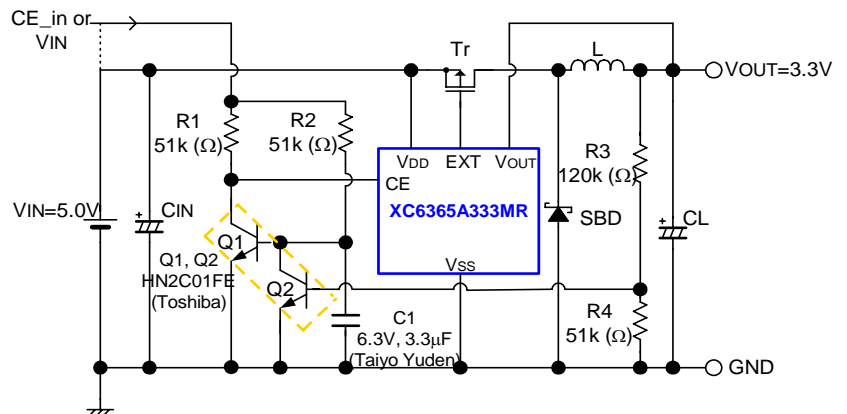 CE_in or
VIN
Tr
L
VOUT=3.3V
R1
51k (Ω)
R2
51k (Ω)
VDD
EXT
VOUT
R3
120k (Ω)
CE
XC6365A333MR
VIN=5.0V
CIN
+
SBD
+
CL
Q1
Q1, Q2
HN2C01FE
(Toshiba)
Q2
VSS
C1
6.3V, 3.3μF
(Taiyo Yuden)
R4
51k (Ω)
GND